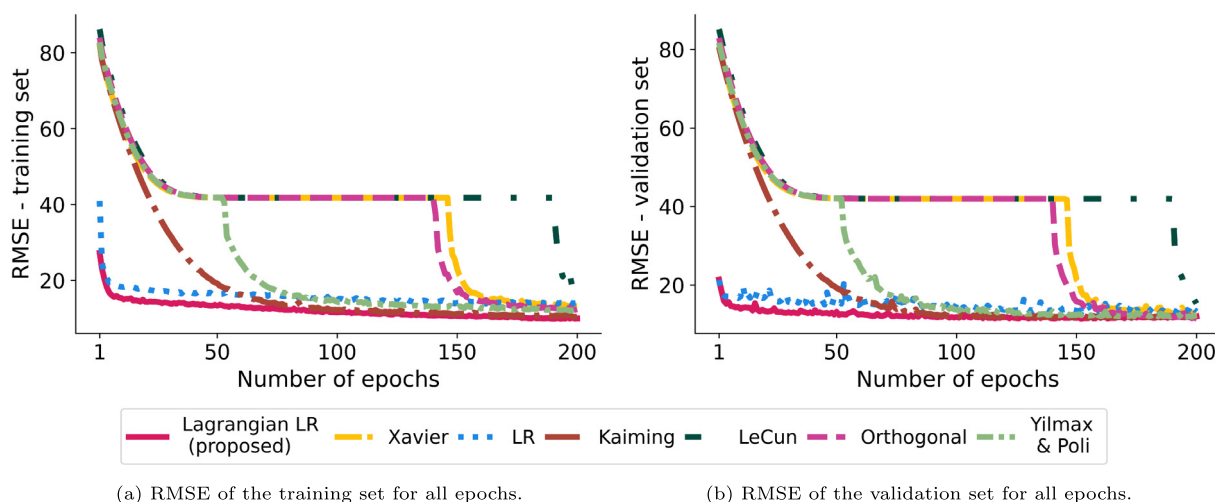 RMSE - training set
80
60
40
20
1
50
100
150
200
Number of epochs
RMSE - validation set
80
60
40
20
1
50
100
150
200
Number of epochs
Lagrangian LR
(proposed)
Xavier
LR
Kaiming
LeCun
Orthogonal
Yilmax
& Poli
(a) RMSE of the training set for all epochs.
(b) RMSE of the validation set for all epochs.